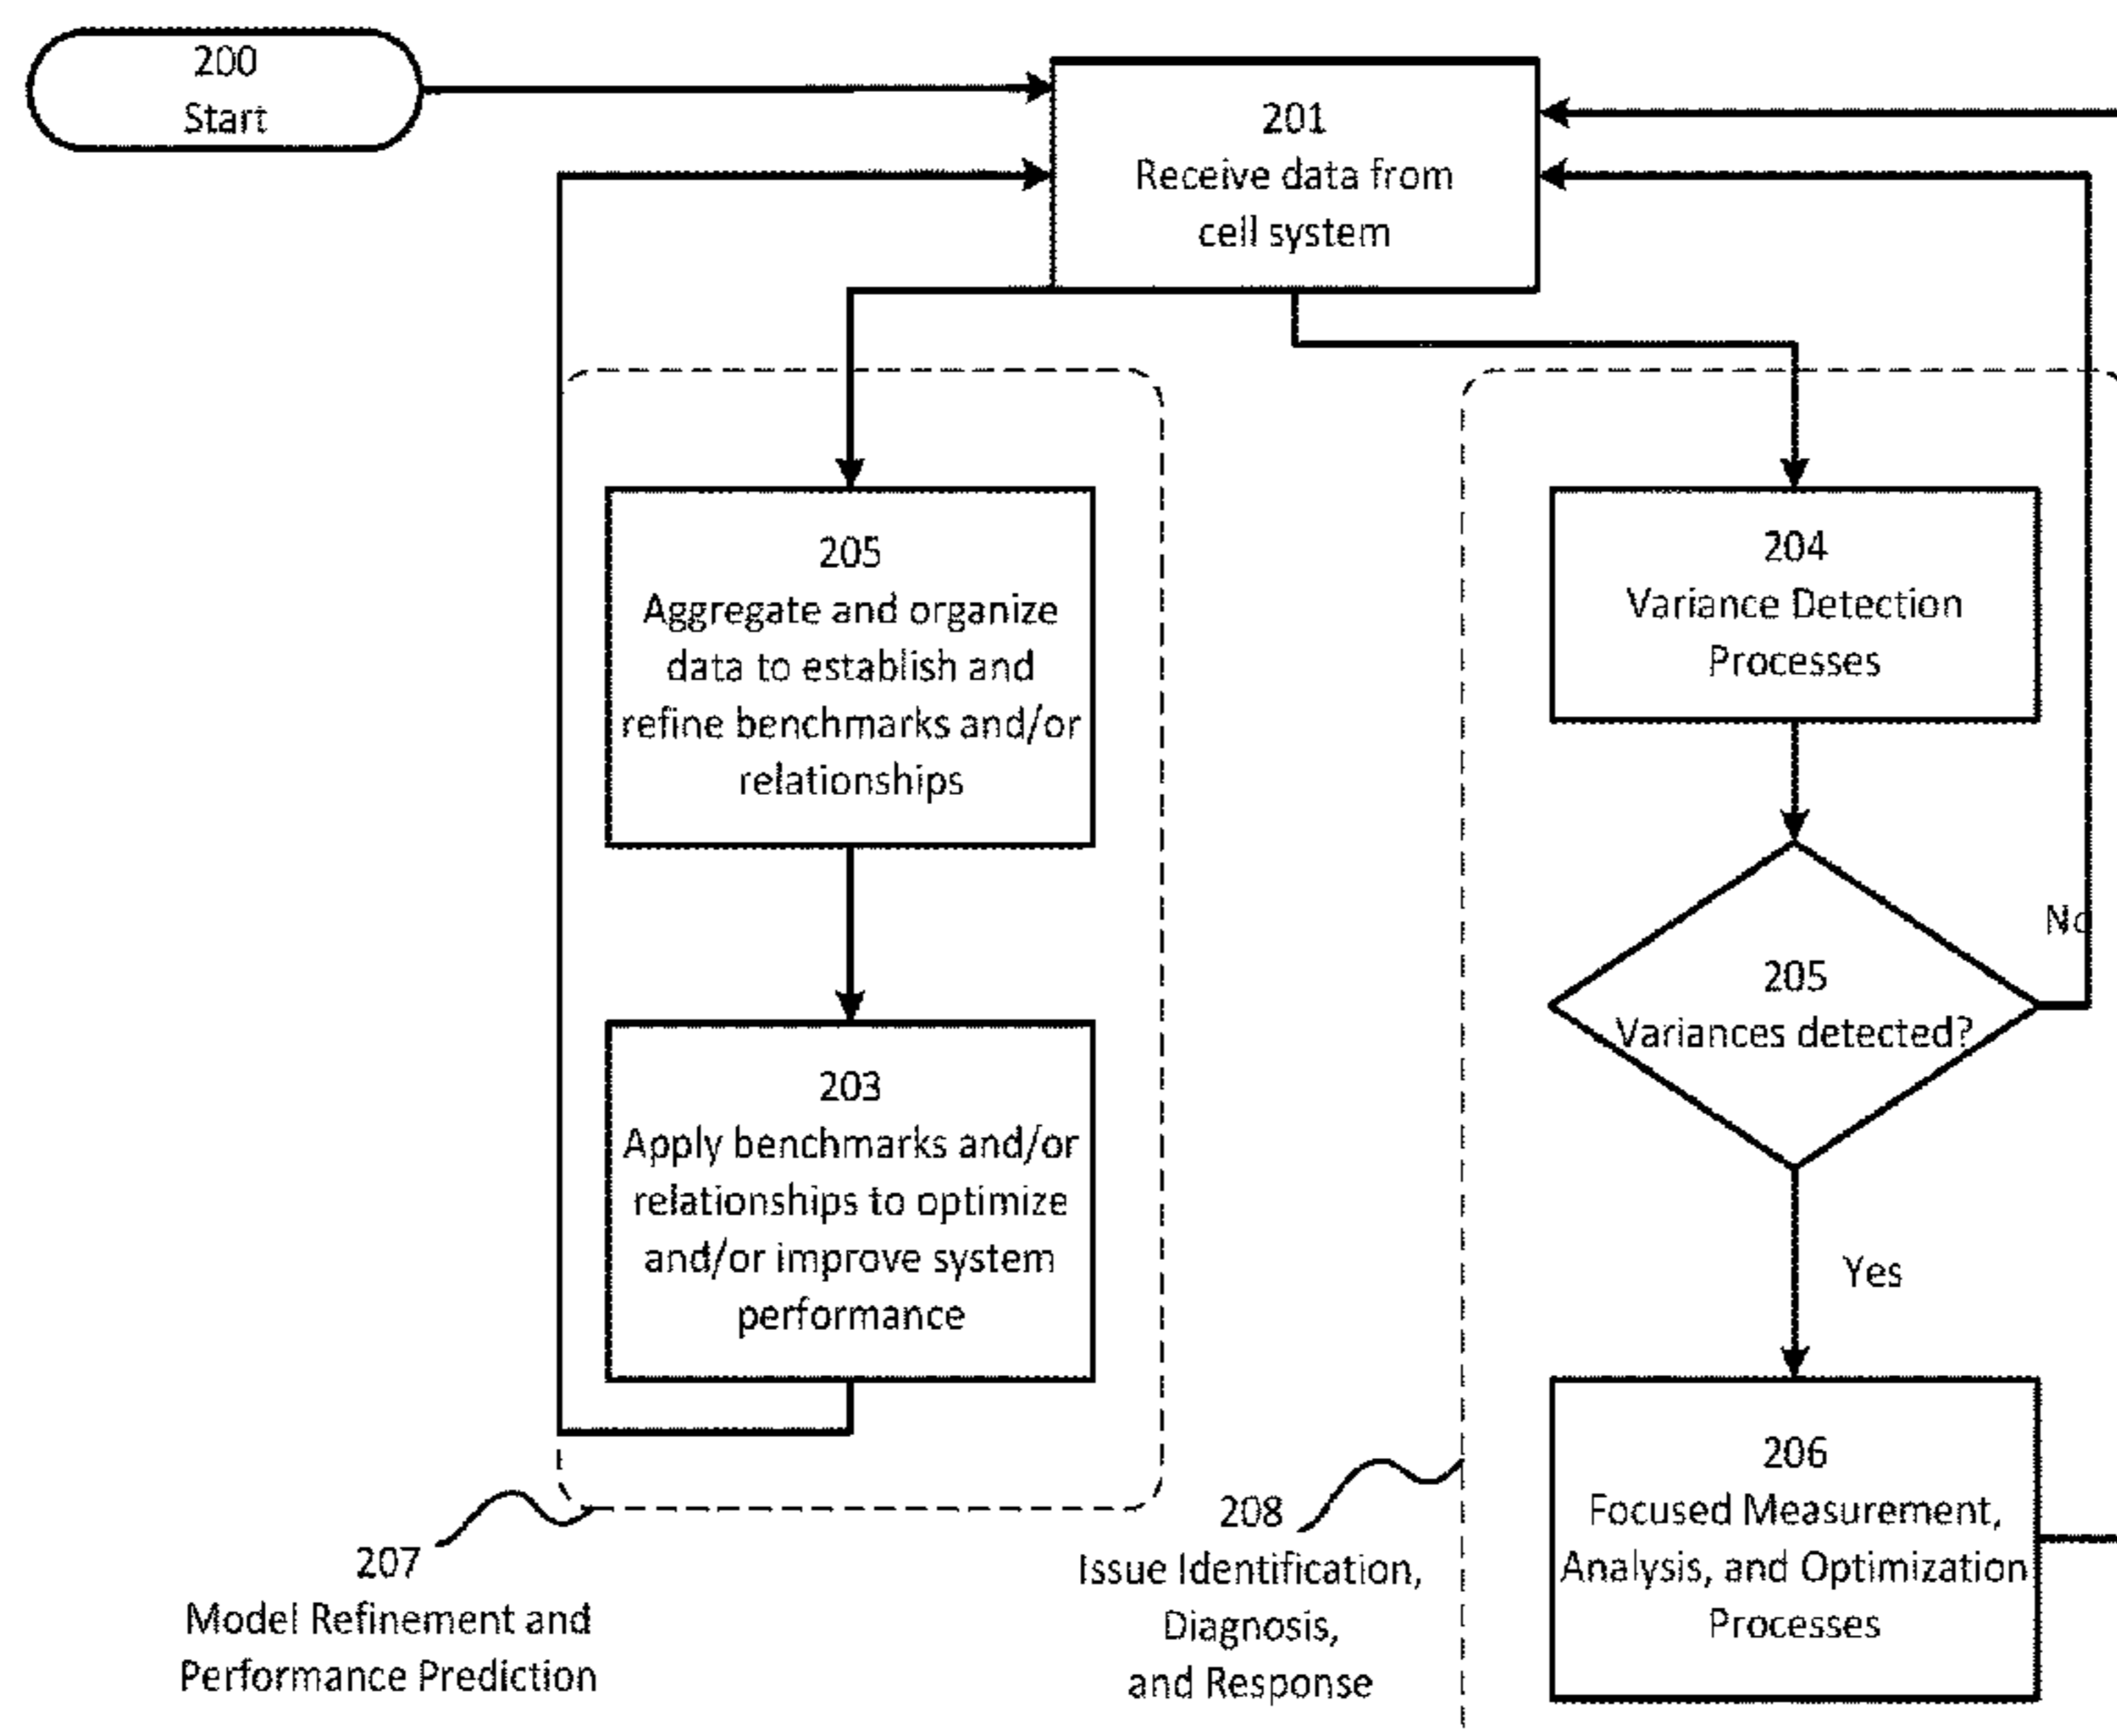 200
Start
201
Receive data from
cell system
205
Aggregate and organize
data to establish and
refine benchmarks and/or
relationships
203
Apply benchmarks and/or
relationships to optimize
and/or improve system
performance
207
Model Refinement and
Performance Prediction
204
Variance Detection
Processes
205
Variances detected?
No
Yes
206
Focused Measurement,
Analysis, and Optimization
Processes
208
Issue Identification,
Diagnosis,
and Response